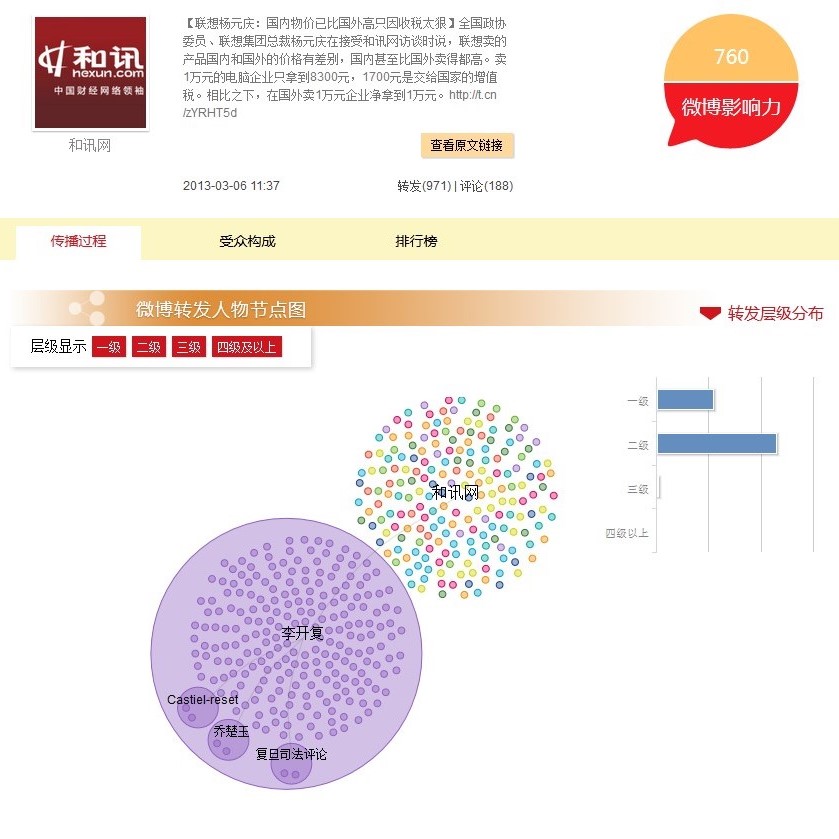 【联想杨元庆：国内物价已比国外高只因收税太狠】全国政协
委员、联想集团总裁杨元庆在接受和讯网访谈时说，联想卖的
产品国内和国外的价格有差别，国内甚至比国外卖得都高。卖
1万元的电脑企业只拿到8300元，1700元是交给国家的增值
税。相比之下，在国外卖1万元企业净拿到1万元。http://t.cn
/zYRHT5d
和讯
hexun.com
中国财经网络领袖
和讯网
760
微博影响力
查看原文链接
2013-03-06 11:37
转发(971) | 评论(188)
传播过程
受众构成
排行榜
微博转发人物节点图
转发层级分布
层级显示 一级 二级 三级 四级及以上
一级
二级
三级
四级以上
和讯网
李开复
Castiel-reset
乔楚玉
复旦司法评论